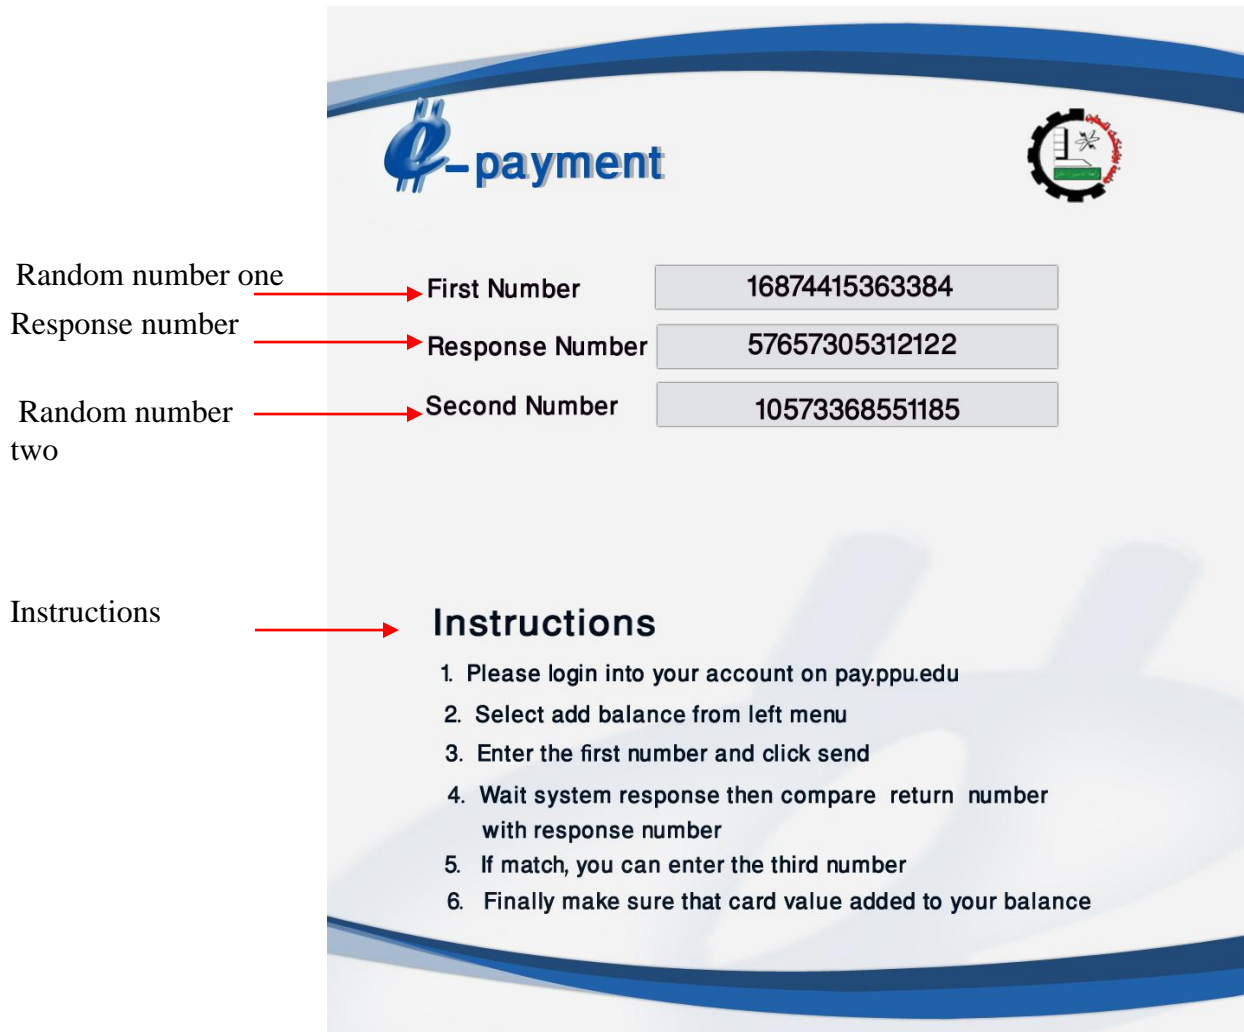 e-payment
Random number one
First Number 16874415363384
Response number
Response Number 57657305312122
Random number
two
Second Number 10573368551185
Instructions
Instructions
1. Please login into your account on pay.ppu.edu
2. Select add balance from left menu
3. Enter the first number and click send
4. Wait system response then compare return number
with response number
5. If match, you can enter the third number
6. Finally make sure that card value added to your balance